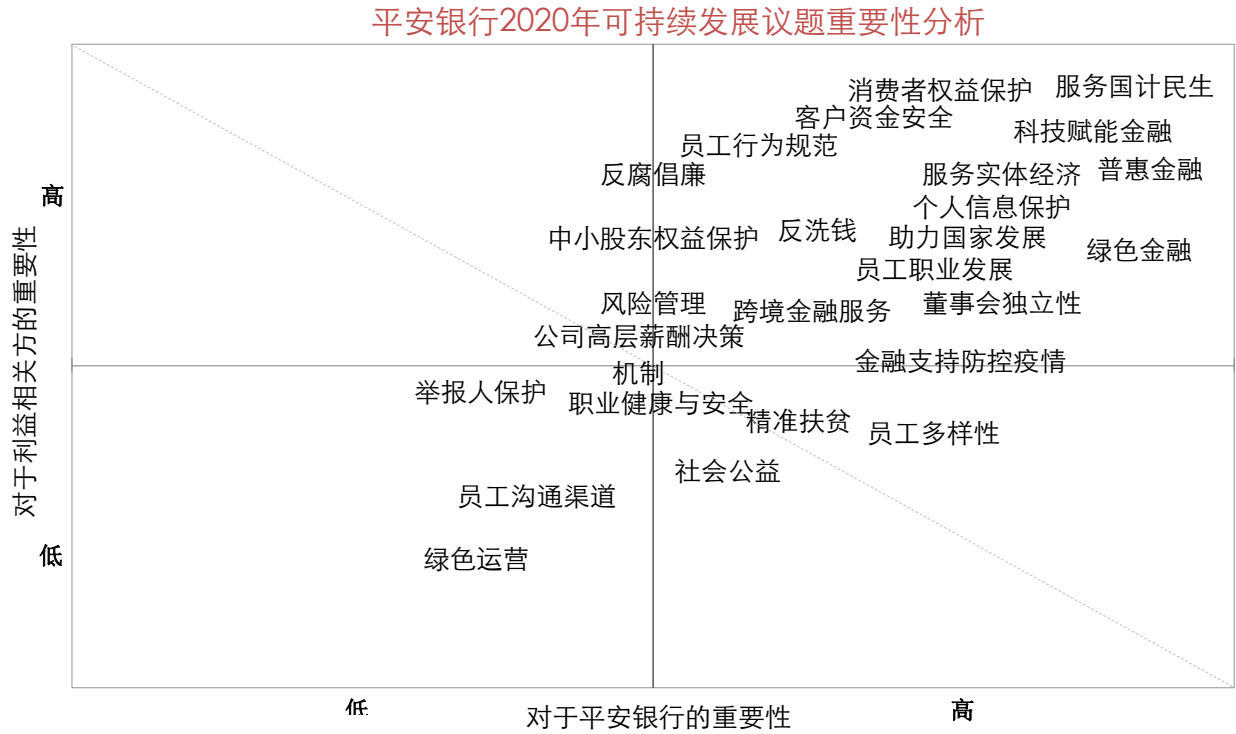 平安银行2020年可持续发展议题重要性分析
消费者权益保护
服务国计民生
客户资金安全
科技赋能金融
员工行为规范
反腐倡廉
服务实体经济
普惠金融
高
个人信息保护
中小股东权益保护
反洗钱
助力国家发展
绿色金融
员工职业发展
对于利益相关方的重要性
风险管理
跨境金融服务
董事会独立性
公司高层薪酬决策
机制
金融支持防控疫情
举报人保护
职业健康与安全
精准扶贫
员工多样性
社会公益
员工沟通渠道
绿色运营
低
低
高
对于平安银行的重要性